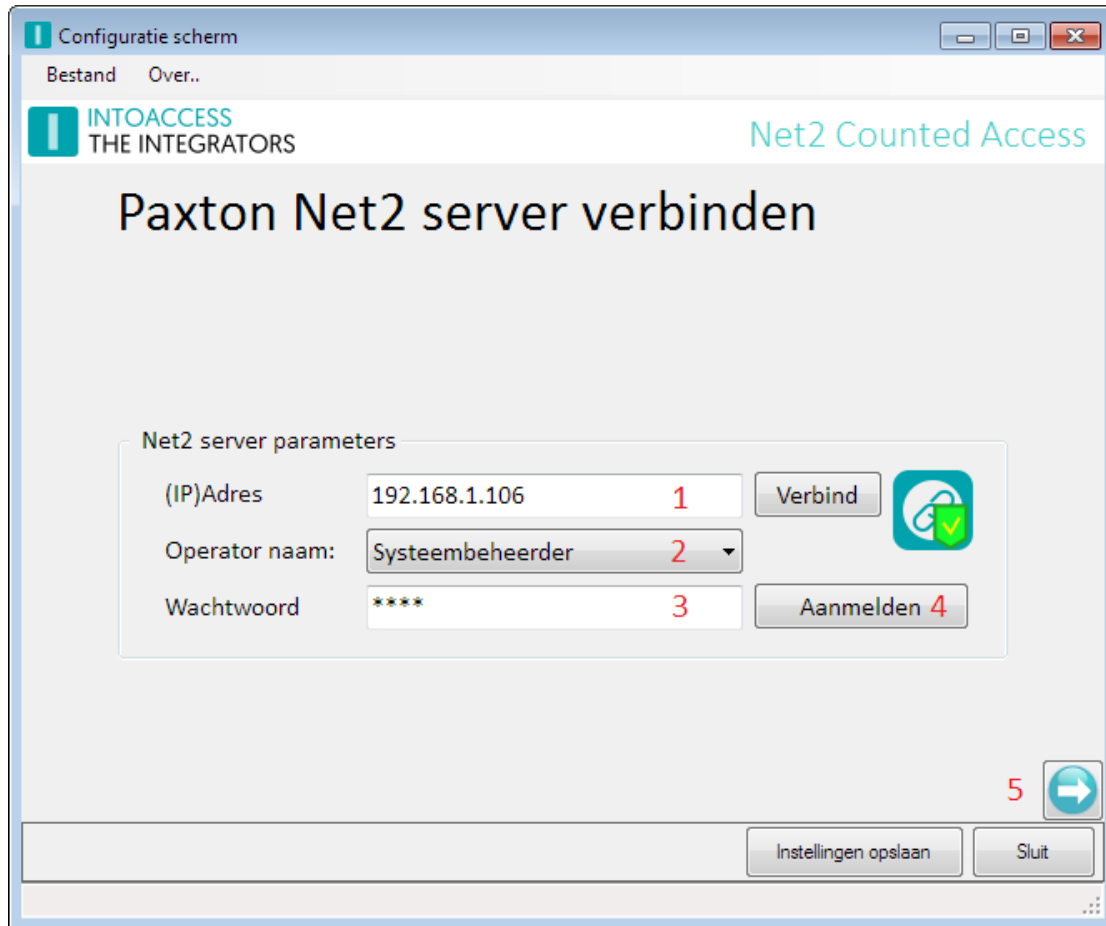 Configuratie scherm
Bestand Over..
INTOACCESS
THE INTEGRATORS
Net2 Counted Access
Paxton Net2 server verbinden
Net2 server parameters
(IP)Adres 192.168.1.106 1 Verbind
Operator naam: Systeembeheerder 2
Wachtwoord **** 3 Aanmelden 4
5
Instellingen opslaan Sluit